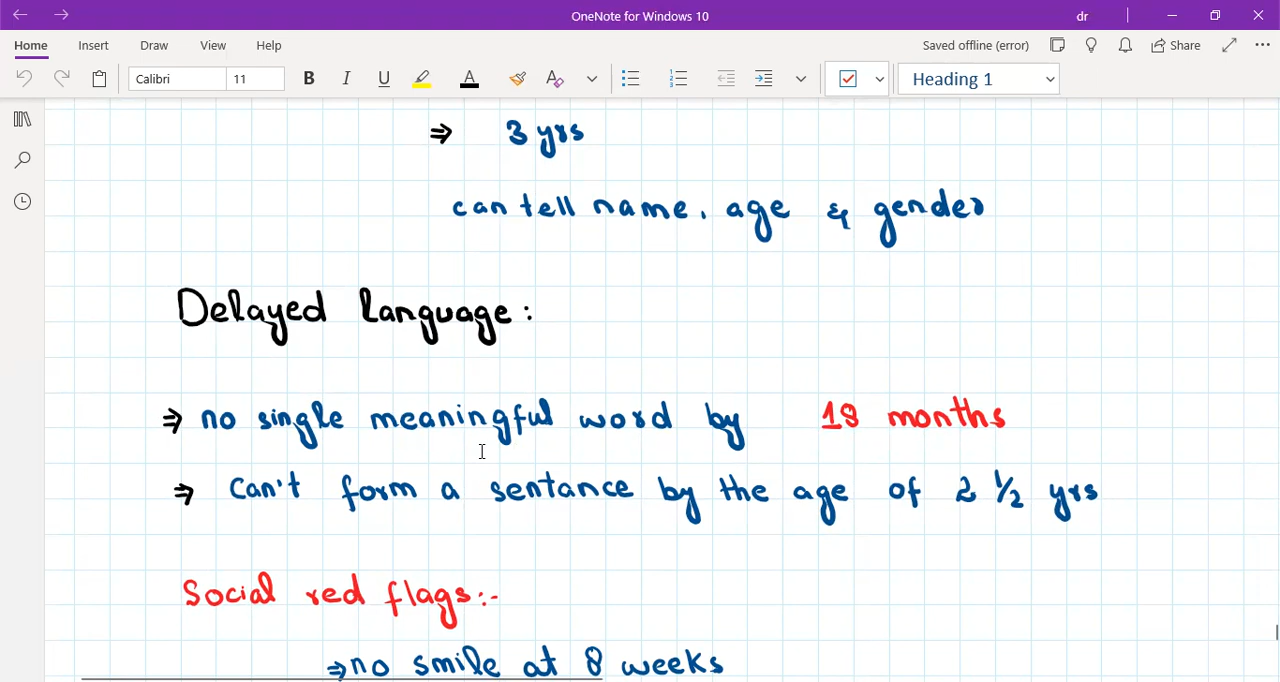 OneNote for Windows 10
dr
Home Insert Draw View Help
Saved offline (error)
Share
Calibri 11 B I U A A Heading 1
⇒ 3 yrs
can tell name, age & gender
Delayed language:
⇒ no single meaningful word by 18 months
⇒ can't form a sentance by the age of 2 1/2 yrs
Social red flags:-
⇒ no smile at 8 weeks